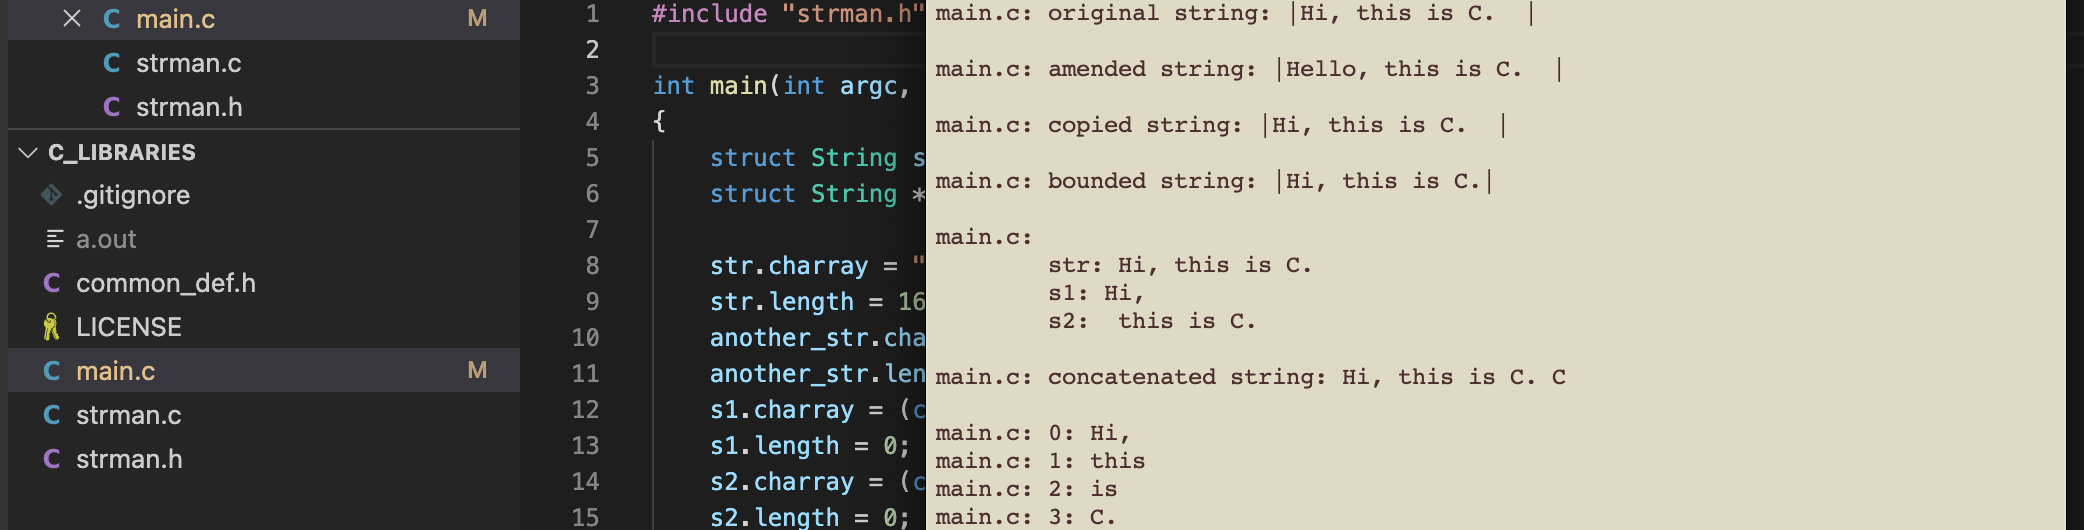 main.c M
strman.c
strman.h
C_LIBRARIES
.gitignore
a.out
common_def.h
LICENSE
main.c M
strman.c
strman.h
1 #include "strman.h"
2
3 int main(int argc,
4 {
5 struct String s
6 struct String *
7
8 str.charray = "
9 str.length = 16
10 another_str.cha
11 another_str.len
12 s1.charray = (c
13 s1.length = 0;
14 s2.charray = (c
15 s2.length = 0;
main.c: original string: |Hi, this is C.  |
main.c: amended string: |Hello, this is C.  |
main.c: copied string: |Hi, this is C.  |
main.c: bounded string: |Hi, this is C.|
main.c:
str: Hi, this is C.
s1: Hi,
s2:  this is C.
main.c: concatenated string: Hi, this is C. C
main.c: 0: Hi,
main.c: 1: this
main.c: 2: is
main.c: 3: C.